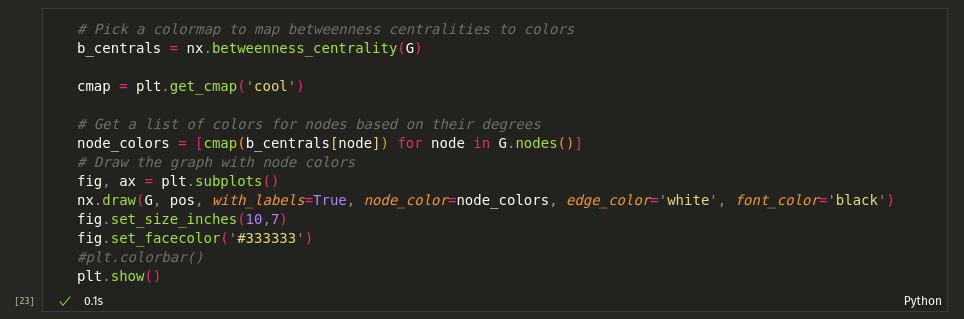 # Pick a colormap to map betweenness centralities to colors
b_centrals = nx.betweenness_centrality(G)
cmap = plt.get_cmap('cool')
# Get a list of colors for nodes based on their degrees
node_colors = [cmap(b_centrals[node]) for node in G.nodes()]
# Draw the graph with node colors
fig, ax = plt.subplots()
nx.draw(G, pos, with_labels=True, node_color=node_colors, edge_color='white', font_color='black')
fig.set_size_inches(10,7)
fig.set_facecolor('#333333')
#plt.colorbar()
plt.show()
[23] 0.1s Python